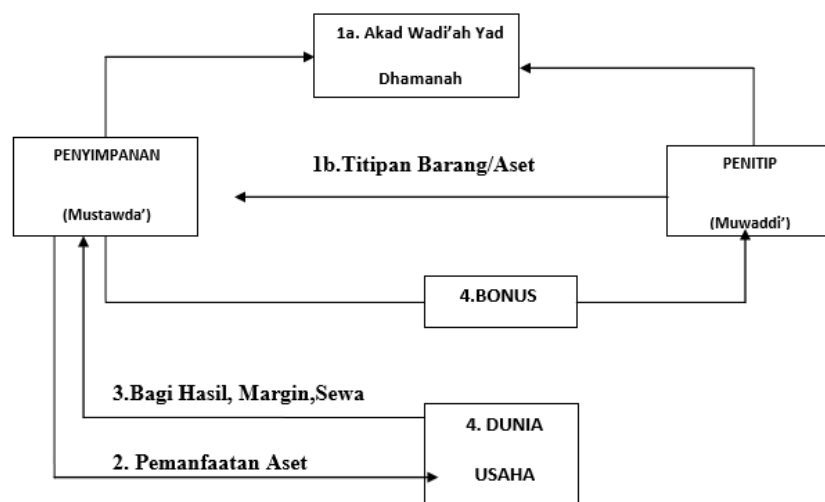 1a. Akad Wadi'ah Yad
Dhamanah
PENYIMPANAN
(Mustawda')
1b.Titipan Barang/Aset
PENITIP
(Muwaddi')
4.BONUS
3.Bagi Hasil, Margin,Sewa
4. DUNIA
USAHA
2. Pemanfaatan Aset